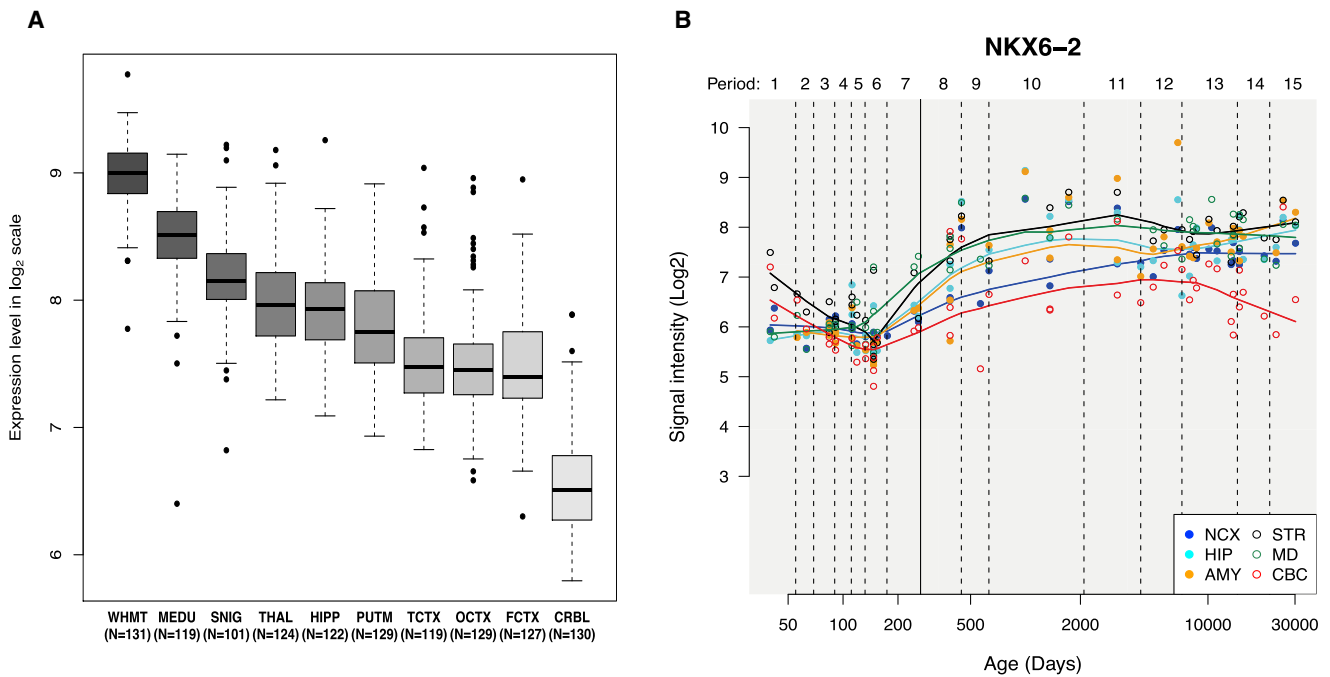 A
Expression level in log2 scale
9
8
7
6
WHMT MEDU SNIG THAL HIPP PUTM TCTX OCTX FCTX CRBL
(N=131) (N=119) (N=101) (N=124) (N=122) (N=129) (N=119) (N=129) (N=127) (N=130)
B
NKX6−2
Period: 1 2 3 4 5 6 7 8 9 10 11 12 13 14 15
Signal intensity (Log2)
10
9
8
7
6
5
4
3
NCX STR
HIP MD
AMY CBC
50 100 200 500 2000 10000 30000
Age (Days)